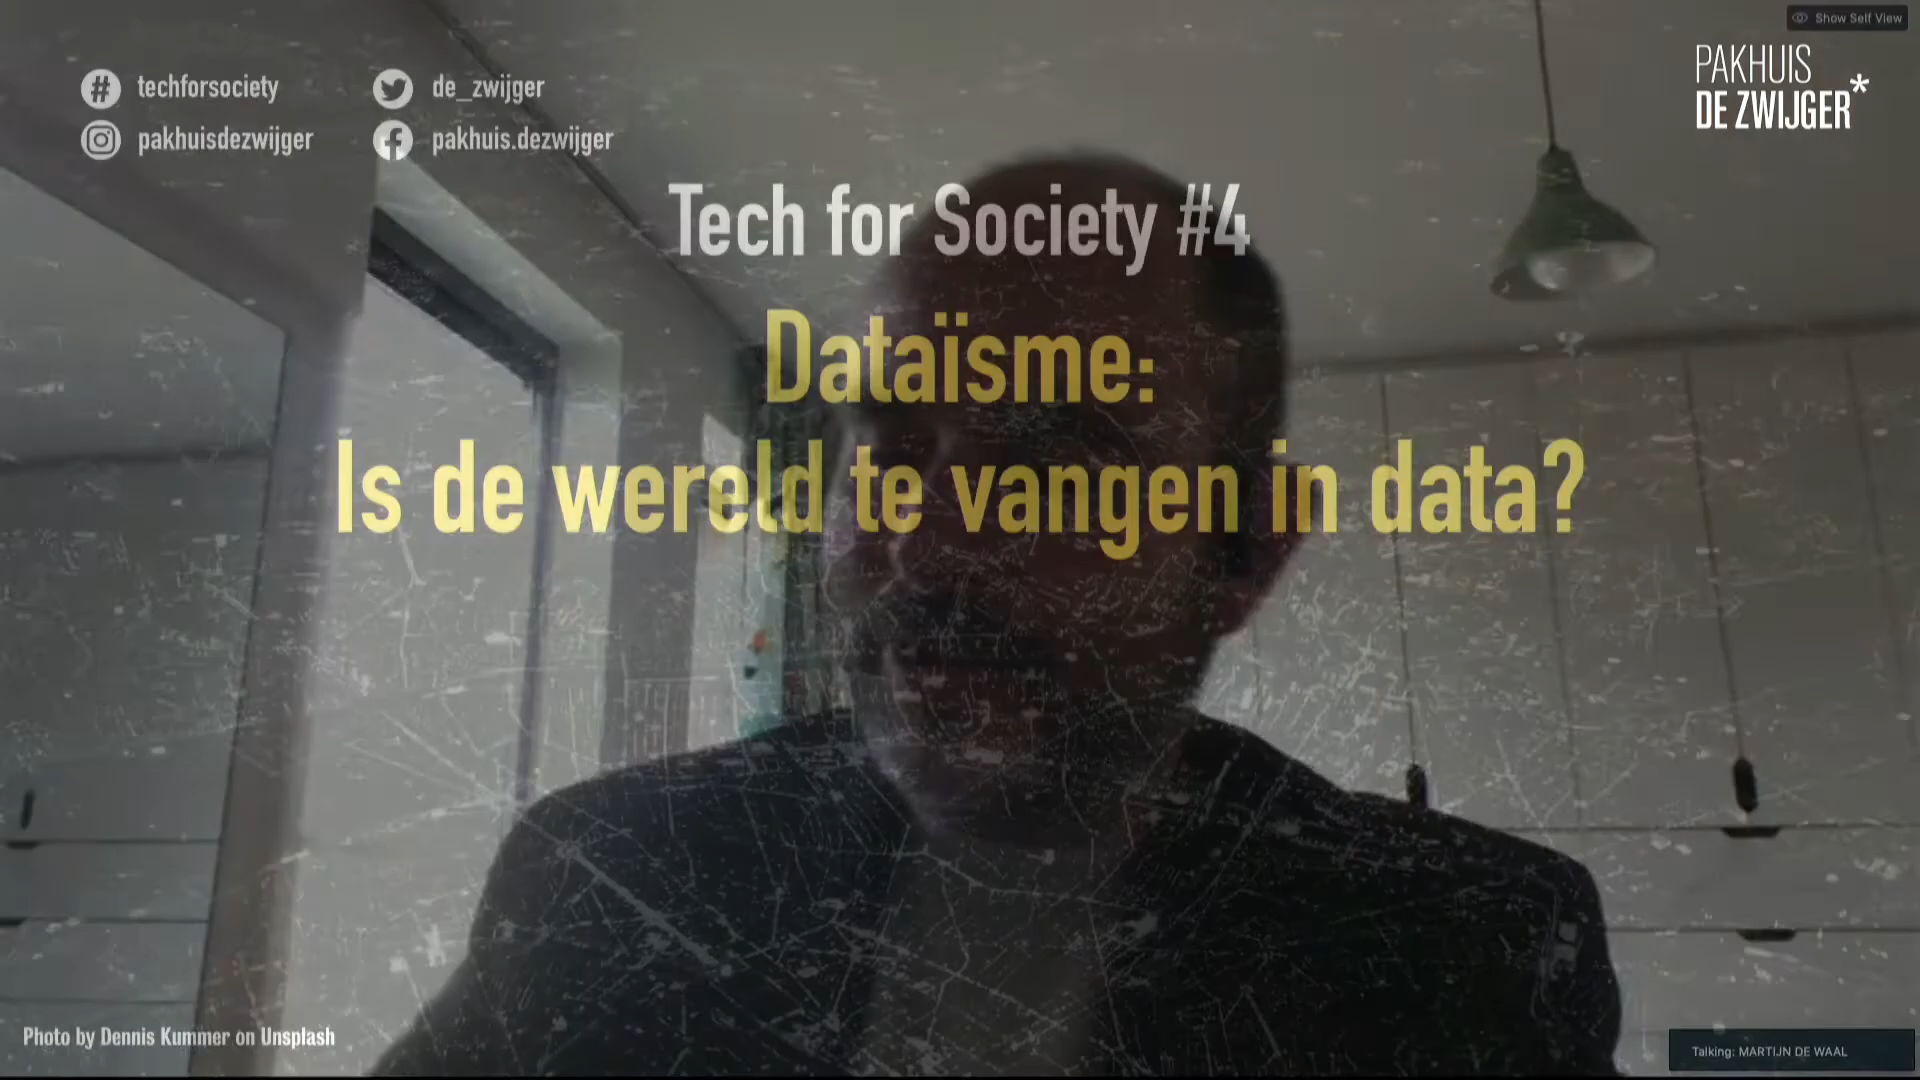 Show Self View
PAKHUIS
DE ZWIJGER*
# techforsociety
de_zwijger
pakhuisdezwijger
pakhuis.dezwijger
Tech for Society #4
Dataïsme:
Is de wereld te vangen in data?
Photo by Dennis Kummer on Unsplash
Talking: MARTIJN DE WAAL